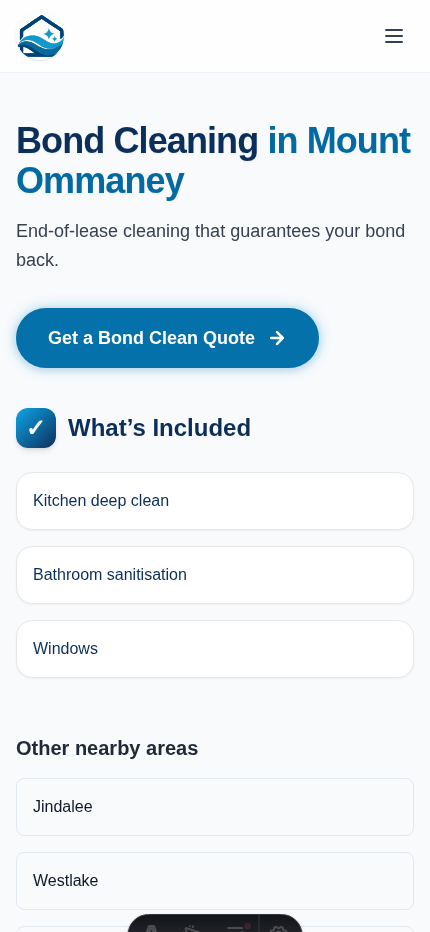 Bond Cleaning in Mount
Ommaney
End-of-lease cleaning that guarantees your bond
back.
Get a Bond Clean Quote →
✓ What’s Included
Kitchen deep clean
Bathroom sanitisation
Windows
Other nearby areas
Jindalee
Westlake